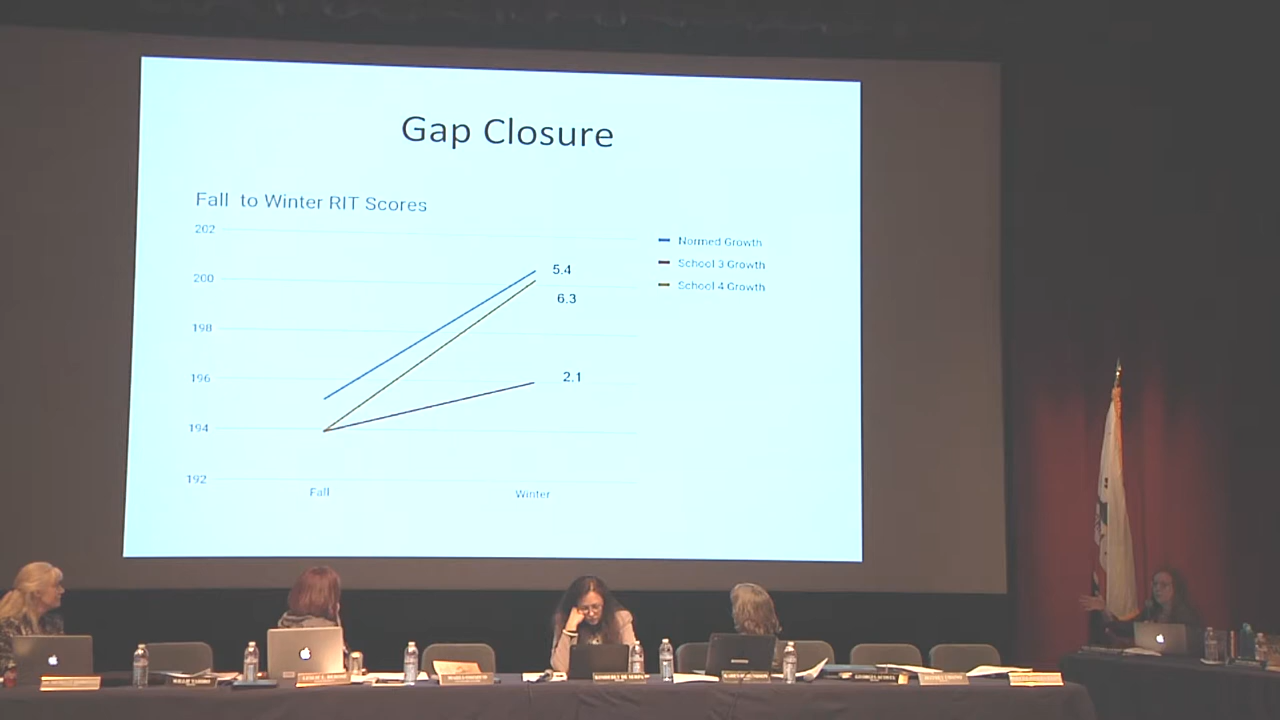 Gap Closure
Fall to Winter RIT Scores
202
200
198
196
194
192
Fall
Winter
5.4
6.3
2.1
Normed Growth
School 3 Growth
School 4 Growth